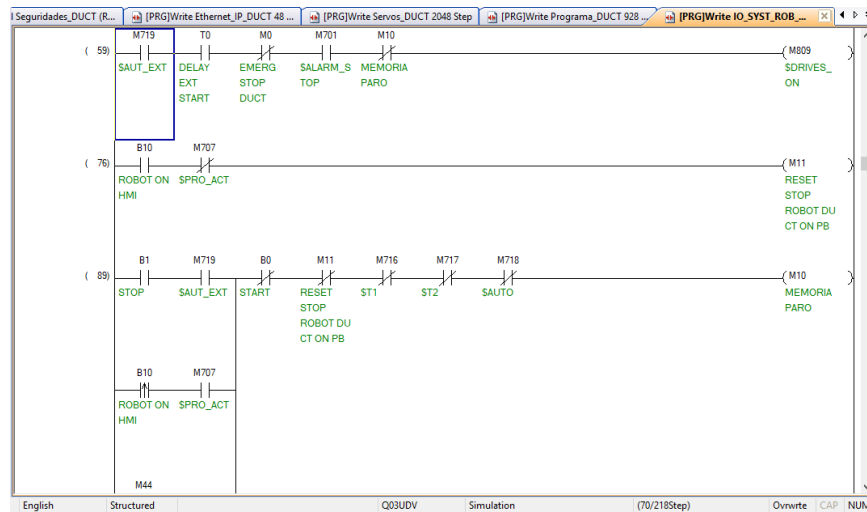 l Seguridades_DUCT (R...
[PRG]Write Ethernet_IP_DUCT 48 ...
[PRG]Write Servos_DUCT 2048 Step
[PRG]Write Programa_DUCT 928 ...
[PRG]Write IO_SYST_ROB_...
M719 T0 M0 M701 M10
( 59) M809
$AUT_EXT DELAY EMERG $ALARM_S MEMORIA $DRIVES_
EXT STOP TOP PARO ON
START DUCT
B10 M707
( 76) M11
ROBOT ON $PRO_ACT RESET
HMI STOP
ROBOT DU
CT ON PB
B1 M719 B0 M11 M716 M717 M718
( 89) M10
STOP $AUT_EXT START RESET $T1 $T2 $AUTO MEMORIA
STOP PARO
ROBOT DU
CT ON PB
B10 M707
ROBOT ON $PRO_ACT
HMI
M44
English Structured Q03UDV Simulation (70/218Step) Ovrwrte CAP NUM